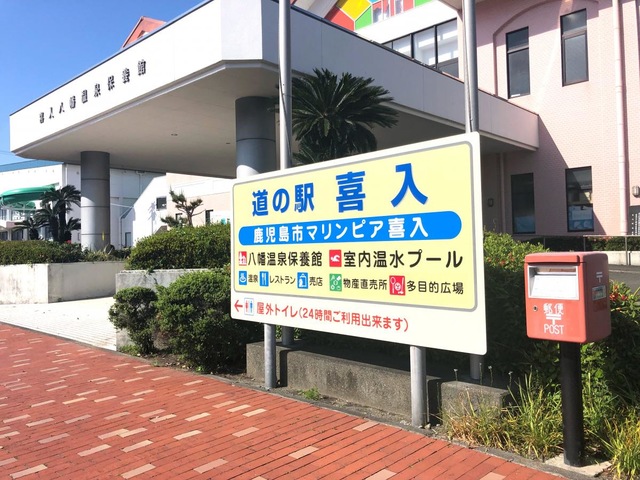 喜入八幡温泉保養館
道の駅 喜入
鹿児島市マリンピア喜入
八幡温泉保養館 室内温水プール
温泉 レストラン 売店 物産直売所 多目的広場
屋外トイレ(24時間ご利用出来ます)
郵便
POST